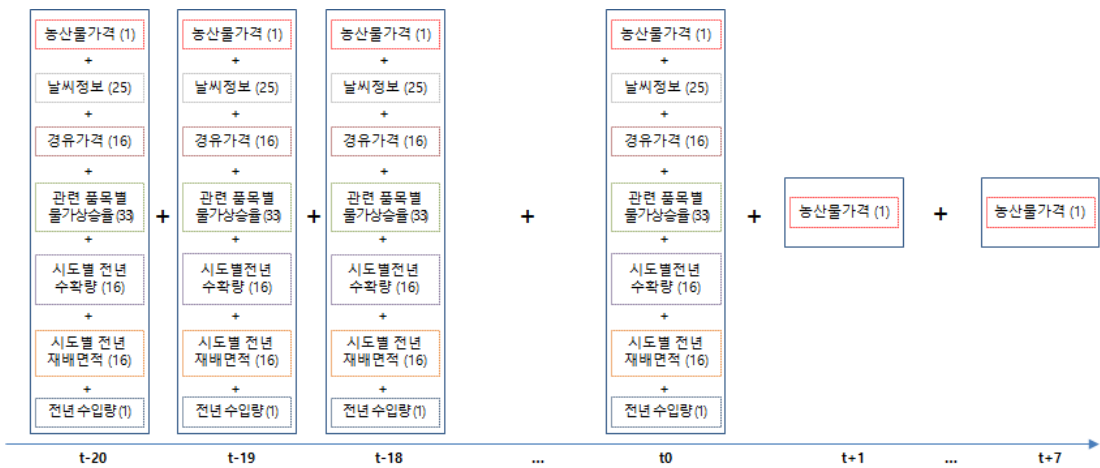 농산물가격 (1)
+
날씨정보 (25)
+
경유가격 (16)
+
관련 품목별
물가상승율 (33)
+
시도별 전년
수확량 (16)
+
시도별 전년
재배면적 (16)
+
전년 수입량 (1)
+
농산물가격 (1)
+
날씨정보 (25)
+
경유가격 (16)
+
관련 품목별
물가상승율 (33)
+
시도별전년
수확량 (16)
+
시도별 전년
재배면적 (16)
+
전년 수입량 (1)
+
농산물가격 (1)
+
날씨정보 (25)
+
경유가격 (16)
+
관련 품목별
물가상승율 (33)
+
시도별전년
수확량 (16)
+
시도별 전년
재배면적 (16)
+
전년 수입량 (1)
+
농산물가격 (1)
+
날씨정보 (25)
+
경유가격 (16)
+
관련 품목별
물가상승율 (33)
+
시도별전년
수확량 (16)
+
시도별 전년
재배면적 (16)
+
전년 수입량 (1)
+
농산물가격 (1)
+
농산물가격 (1)
t-20 t-19 t-18 ... t0 t+1 ... t+7